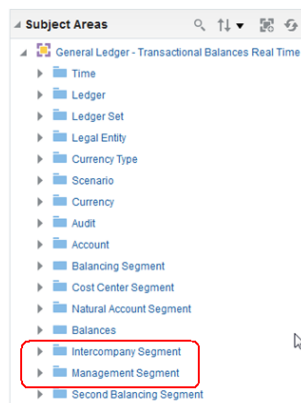 Subject Areas
General Ledger - Transactional Balances Real Time
Time
Ledger
Ledger Set
Legal Entity
Currency Type
Scenario
Currency
Audit
Account
Balancing Segment
Cost Center Segment
Natural Account Segment
Balances
Intercompany Segment
Management Segment
Second Balancing Segment